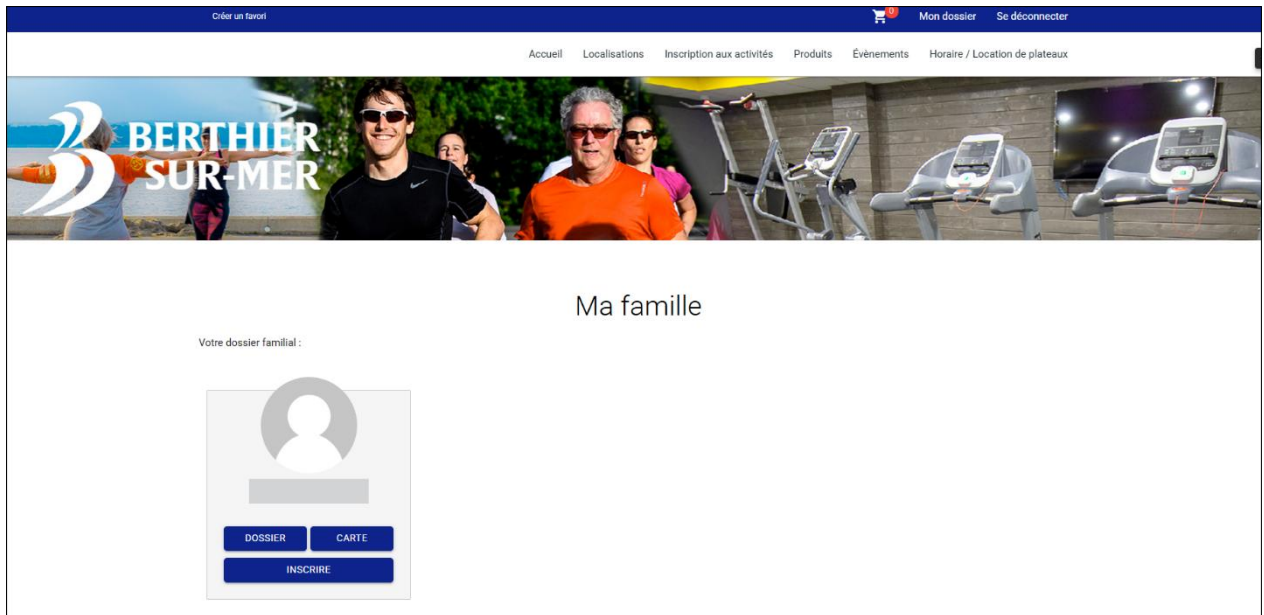 Créer un favori
0
Mon dossier Se déconnecter
Accueil Localisations Inscription aux activités Produits Évènements Horaire / Location de plateaux
BERTHIER
SUR-MER
Ma famille
Votre dossier familial :
DOSSIER CARTE
INSCRIRE